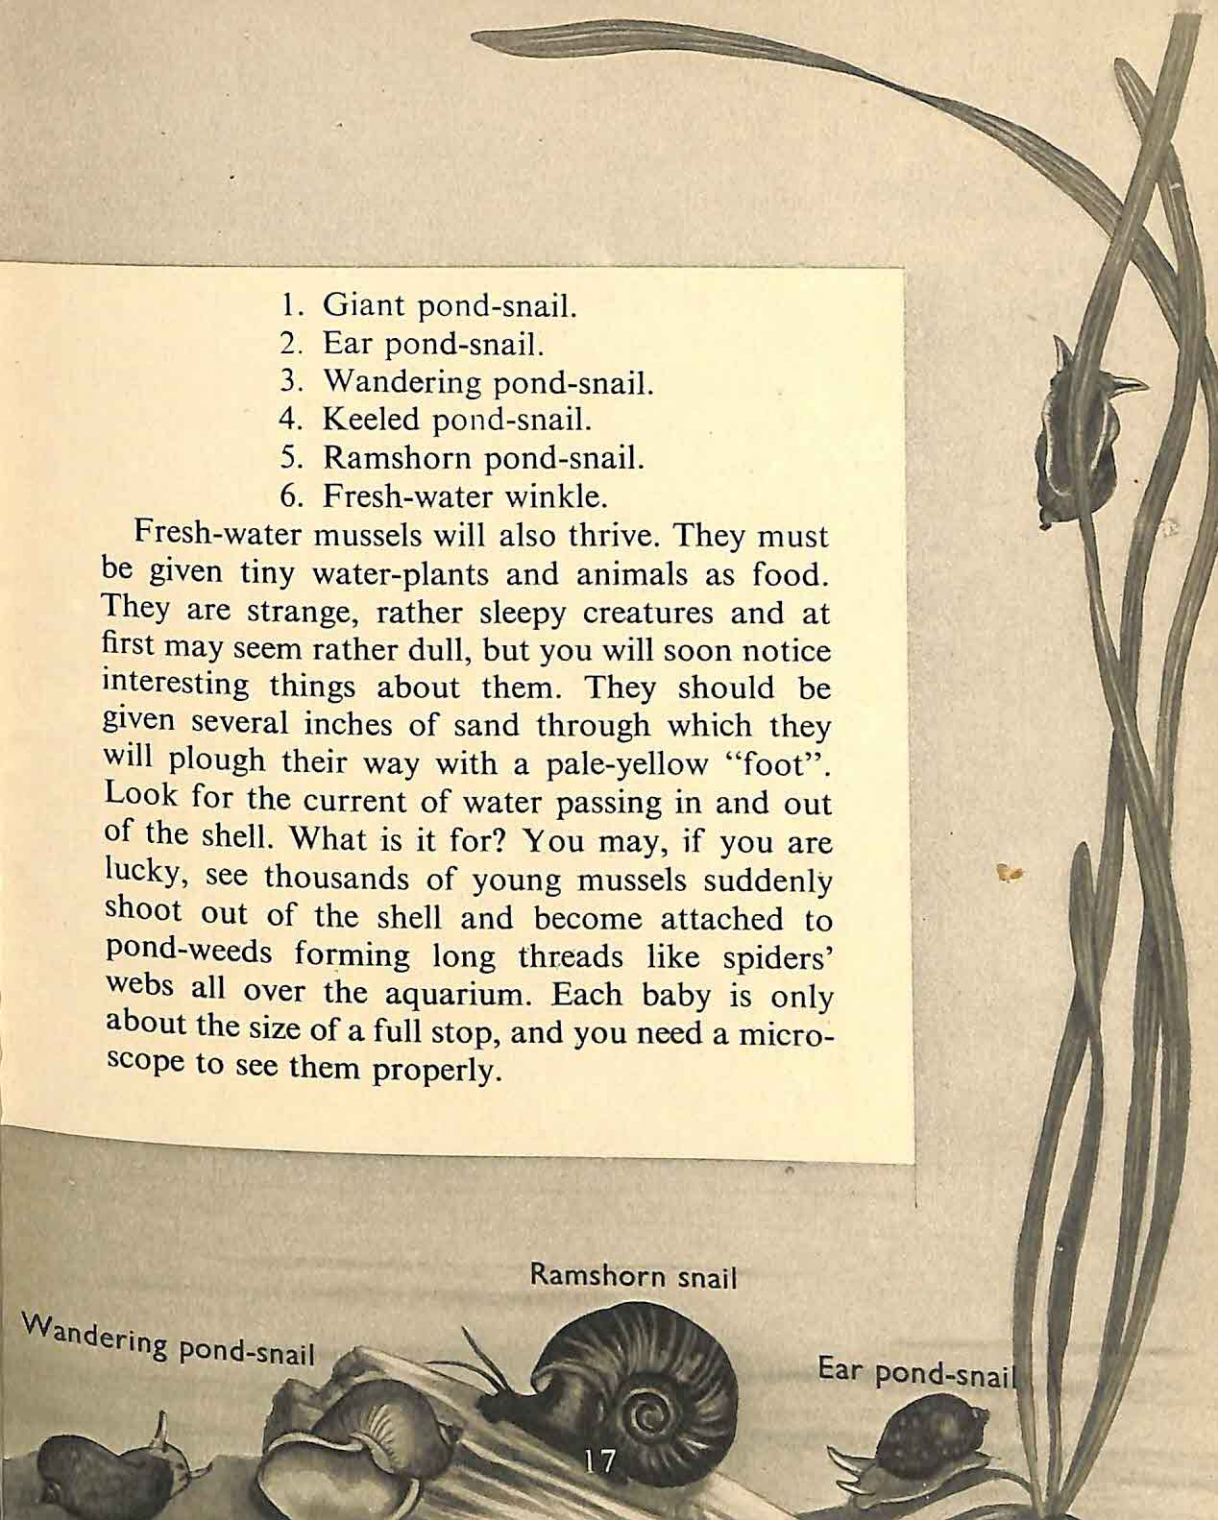 1. Giant pond-snail.
2. Ear pond-snail.
3. Wandering pond-snail.
4. Keeled pond-snail.
5. Ramshorn pond-snail.
6. Fresh-water winkle.
Fresh-water mussels will also thrive. They must
be given tiny water-plants and animals as food.
They are strange, rather sleepy creatures and at
first may seem rather dull, but you will soon notice
interesting things about them. They should be
given several inches of sand through which they
will plough their way with a pale-yellow “foot”.
Look for the current of water passing in and out
of the shell. What is it for? You may, if you are
lucky, see thousands of young mussels suddenly
shoot out of the shell and become attached to
pond-weeds forming long threads like spiders’
webs all over the aquarium. Each baby is only
about the size of a full stop, and you need a micro-
scope to see them properly.
Ramshorn snail
Wandering pond-snail
Ear pond-snail
17